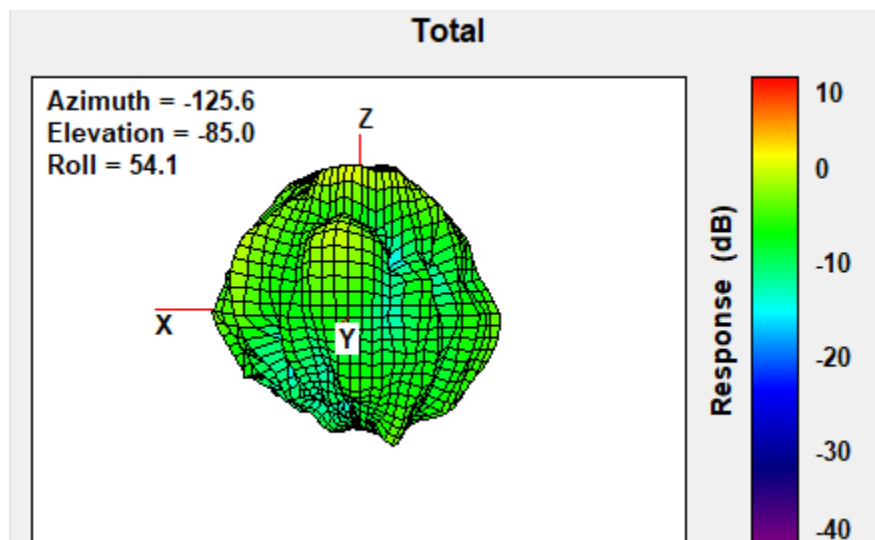 Total
Azimuth = -125.6
Elevation = -85.0
Roll = 54.1
Z
X
Y
Response (dB)
10
0
-10
-20
-30
-40